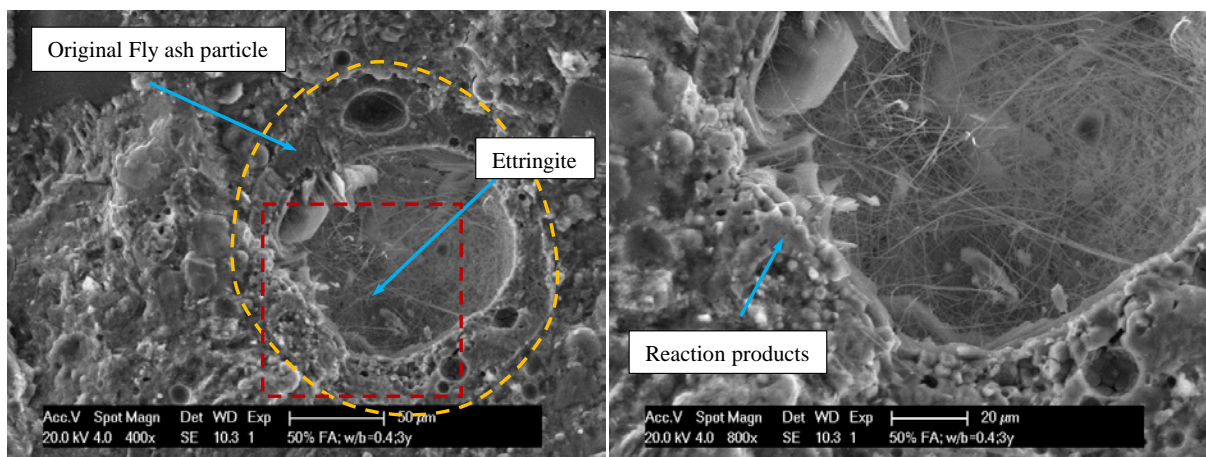 Original Fly ash particle
Ettringite
Acc.V Spot Magn Det WD Exp 50 µm
20.0 kV 4.0 400x SE 10.3 1 50% FA; w/b=0.4;3y
Reaction products
Acc.V Spot Magn Det WD Exp 20 µm
20.0 kV 4.0 800x SE 10.3 1 50% FA; w/b=0.4;3y